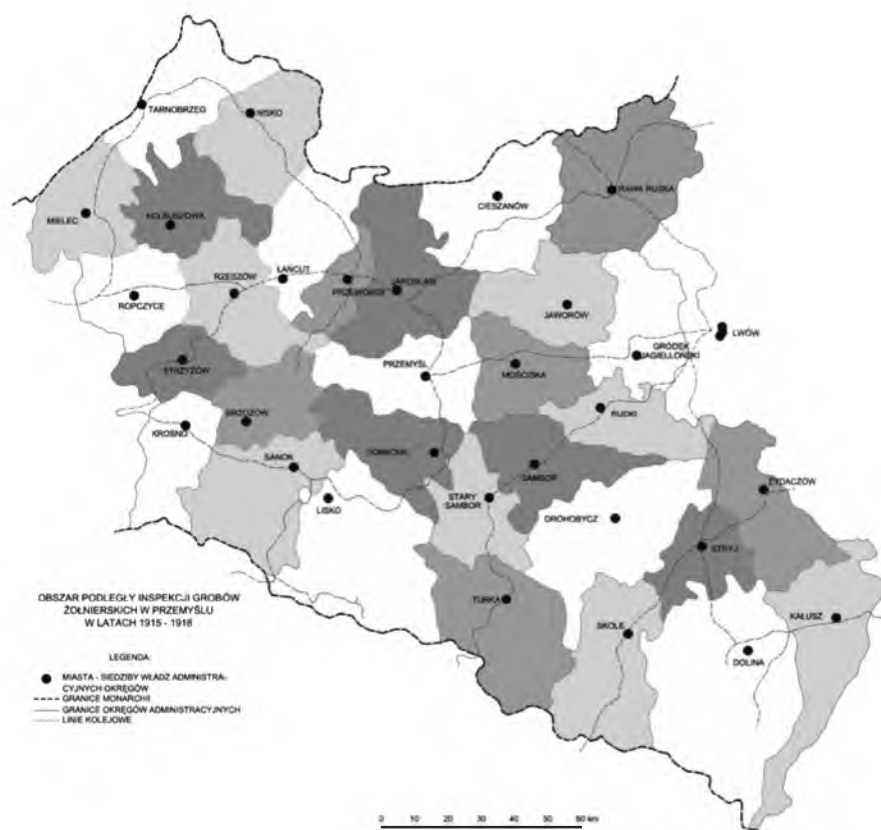 TARNOBRZEG
NISKO
RAWA RUSKA
CIESZANÓW
MIELEC
KOLBUSZOWA
ŁAŃCUT
RZESZÓW
PRZEWORSK
JAROSŁAW
ROPCZYCE
JAWORÓW
LWÓW
GRÓDEK
JAGIELLOŃSKI
PRZEMYŚL
MOŚCISKA
STRZYŻÓW
RUDKI
BRZOZÓW
KROSNO
SANOK
DOBROMIL
SAMBOR
ŻYDACZÓW
STARY
SAMBOR
LISKO
DROHOBYCZ
STRYJ
TURKA
SKOLE
KAŁUSZ
DOLINA
OBSZAR PODLEGŁY INSPEKCJI GROBÓW
ŻOŁNIERSKICH W PRZEMYŚLU
W LATACH 1915 - 1918
LEGENDA:
MIASTA - SIEDZIBY WŁADZ ADMINISTRA-
CYJNYCH OKRĘGÓW
GRANICE MONARCHII
GRANICE OKRĘGÓW ADMINISTRACYJNYCH
LINIE KOLEJOWE
0 10 20 30 40 50 60 km